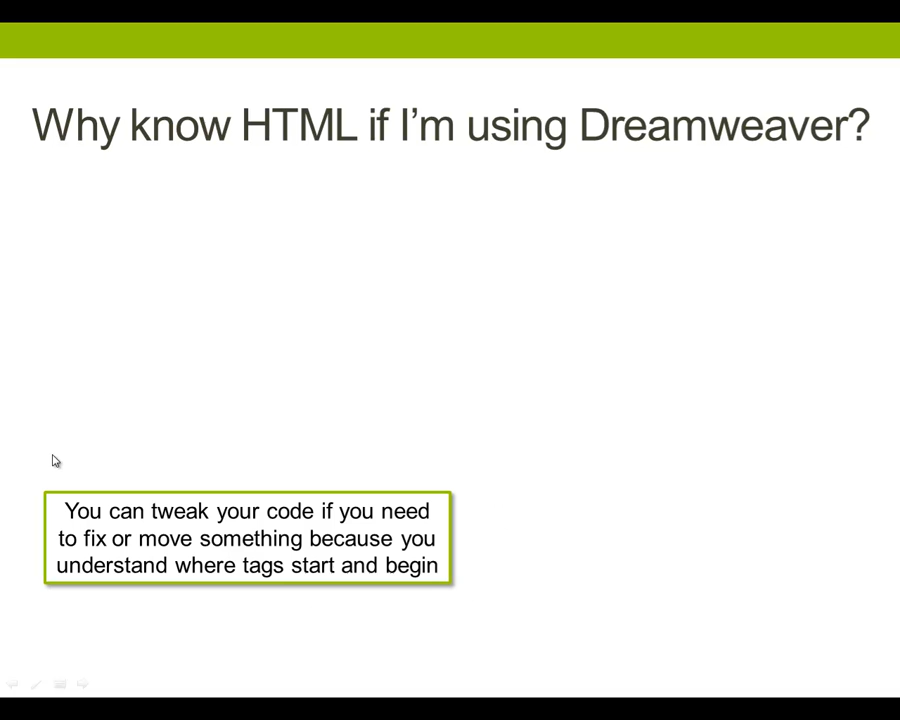 Why know HTML if I’m using Dreamweaver?
You can tweak your code if you need
to fix or move something because you
understand where tags start and begin